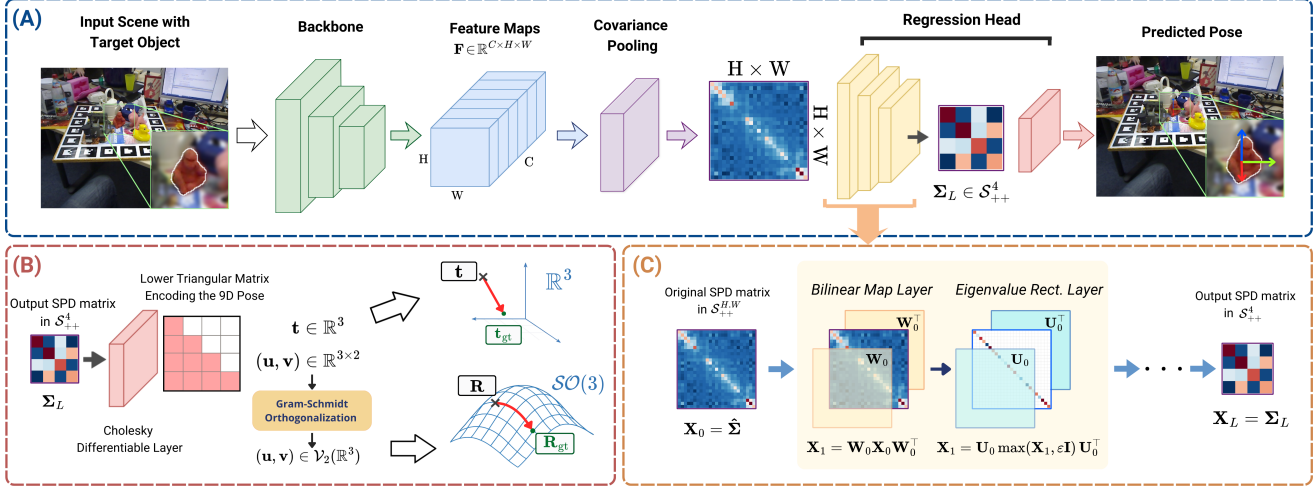 (A)
Input Scene with
Target Object
Backbone
Feature Maps
F ∈ ℝ^{C×H×W}
H
W
C
Covariance
Pooling
H × W
H × W
Regression Head
Σ_L ∈ 𝒮^4_{++}
Predicted Pose
(B)
Output SPD matrix
in 𝒮^4_{++}
Σ_L
Lower Triangular Matrix
Encoding the 9D Pose
Cholesky
Differentiable Layer
t ∈ ℝ^3
(u, v) ∈ ℝ^{3×2}
Gram-Schmidt
Orthogonalization
(u, v) ∈ 𝒱_2(ℝ^3)
t
t_gt
ℝ^3
R
R_gt
𝒮𝒪(3)
(C)
Original SPD matrix
in 𝒮^{H.W}_{++}
X_0 = Σ̂
Bilinear Map Layer
W_0^⊤
W_0
X_1 = W_0 X_0 W_0^⊤
Eigenvalue Rect. Layer
U_0^⊤
U_0
X_1 = U_0 max(X_1, εI) U_0^⊤
. . .
Output SPD matrix
in 𝒮^4_{++}
X_L = Σ_L